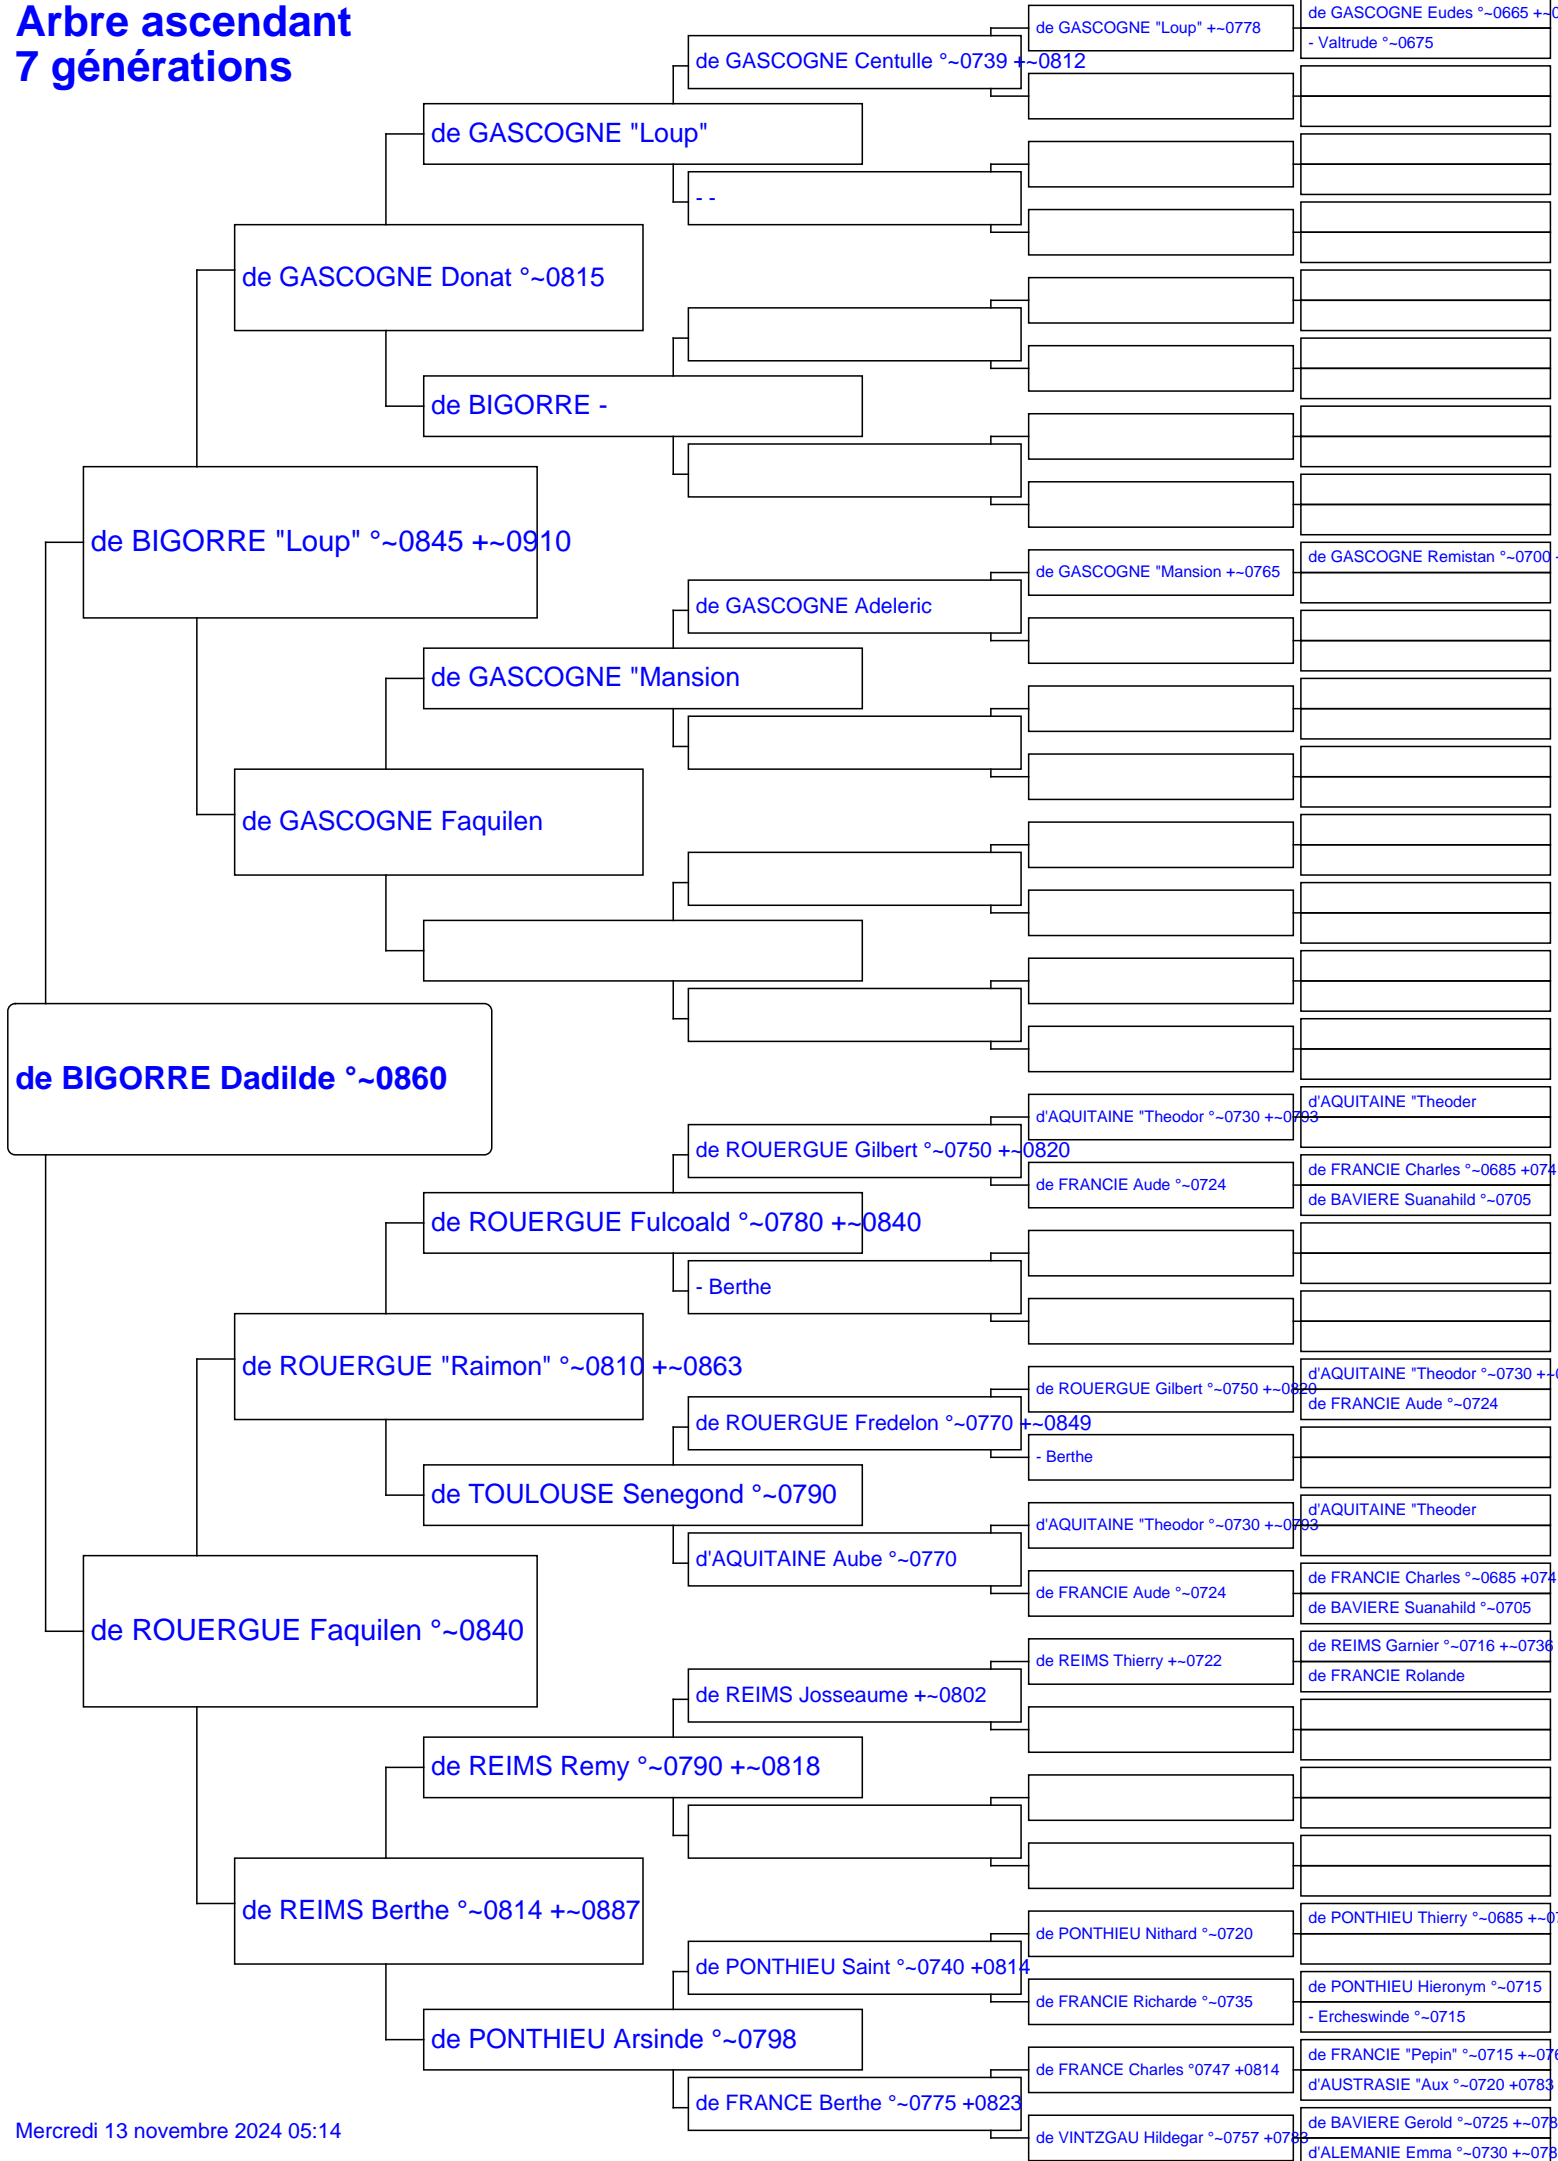 Arbre ascendant
7 générations
de GASCOGNE Eudes °~0665 +~0
de GASCOGNE "Loup" +~0778
- Valtrude °~0675
de GASCOGNE Centulle °~0739 +~0812
de GASCOGNE "Loup"
- -
de GASCOGNE Donat °~0815
de BIGORRE -
de BIGORRE "Loup" °~0845 +~0910
de GASCOGNE Remistan °~0700 -
de GASCOGNE "Mansion +~0765
de GASCOGNE Adeleric
de GASCOGNE "Mansion
de GASCOGNE Faquilen
de BIGORRE Dadilde °~0860
d'AQUITAINE "Theoder
d'AQUITAINE "Theodor °~0730 +~0793
de ROUERGUE Gilbert °~0750 +~0820
de FRANCIE Charles °~0685 +074
de FRANCIE Aude °~0724
de BAVIERE Suanahild °~0705
de ROUERGUE Fulcoald °~0780 +~0840
- Berthe
de ROUERGUE "Raimon" °~0810 +~0863
d'AQUITAINE "Theodor °~0730 +~0
de ROUERGUE Gilbert °~0750 +~0820
de FRANCIE Aude °~0724
de ROUERGUE Fredelon °~0770 +~0849
- Berthe
de TOULOUSE Senegond °~0790
d'AQUITAINE "Theoder
d'AQUITAINE "Theodor °~0730 +~0793
d'AQUITAINE Aube °~0770
de FRANCIE Charles °~0685 +074
de FRANCIE Aude °~0724
de BAVIERE Suanahild °~0705
de ROUERGUE Faquilen °~0840
de REIMS Garnier °~0716 +~0736
de REIMS Thierry +~0722
de FRANCIE Rolande
de REIMS Josseaume +~0802
de REIMS Remy °~0790 +~0818
de REIMS Berthe °~0814 +~0887
de PONTHIEU Thierry °~0685 +~07
de PONTHIEU Nithard °~0720
de PONTHIEU Saint °~0740 +0814
de PONTHIEU Hieronym °~0715
de FRANCIE Richarde °~0735
- Ercheswinde °~0715
de PONTHIEU Arsinde °~0798
de FRANCIE "Pepin" °~0715 +~076
de FRANCE Charles °0747 +0814
d'AUSTRASIE "Aux °~0720 +0783
de FRANCE Berthe °~0775 +0823
de BAVIERE Gerold °~0725 +~078
de VINTZGAU Hildegar °~0757 +0783
d'ALEMANIE Emma °~0730 +~078
Mercredi 13 novembre 2024 05:14